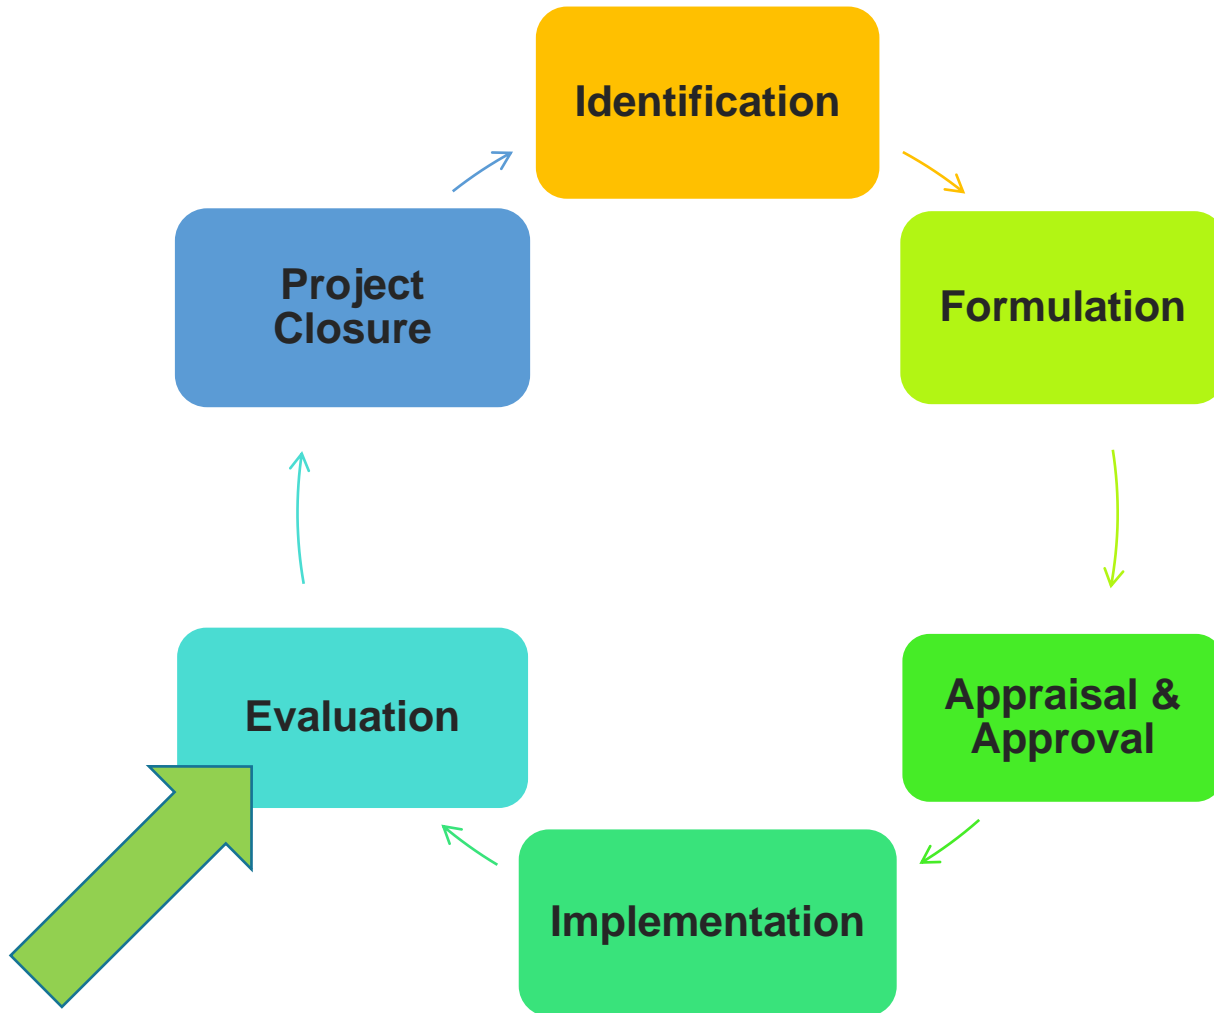 Identification
Formulation
Appraisal &
Approval
Implementation
Evaluation
Project
Closure